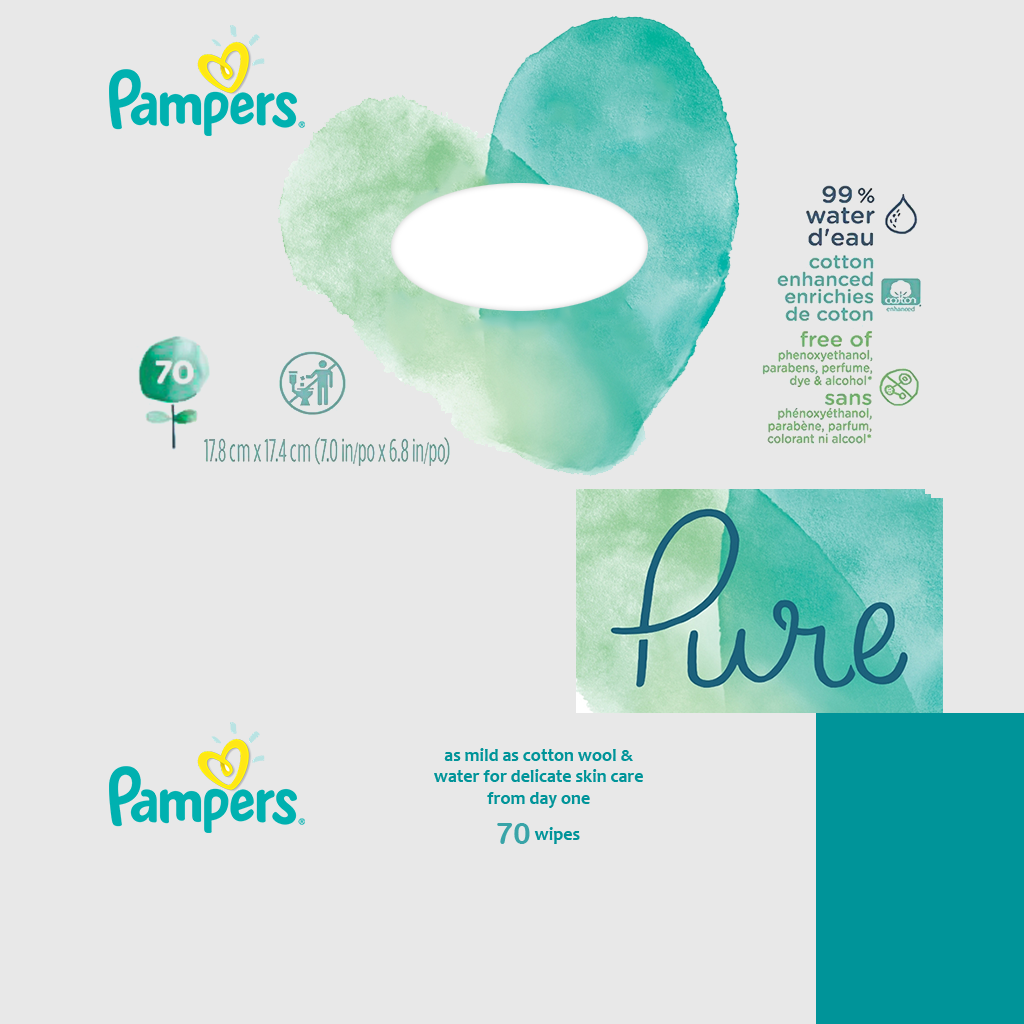 Pampers®
99 %
water
d'eau
cotton
enhanced
enrichies
de coton
cotton
enhanced
free of
phenoxyethanol,
parabens, perfume,
dye & alcohol*
sans
phénoxyéthanol,
parabène, parfum,
colorant ni alcool*
70
17.8 cm x 17.4 cm (7.0 in/po x 6.8 in/po)
Pure
Pampers®
as mild as cotton wool &
water for delicate skin care
from day one
70 wipes